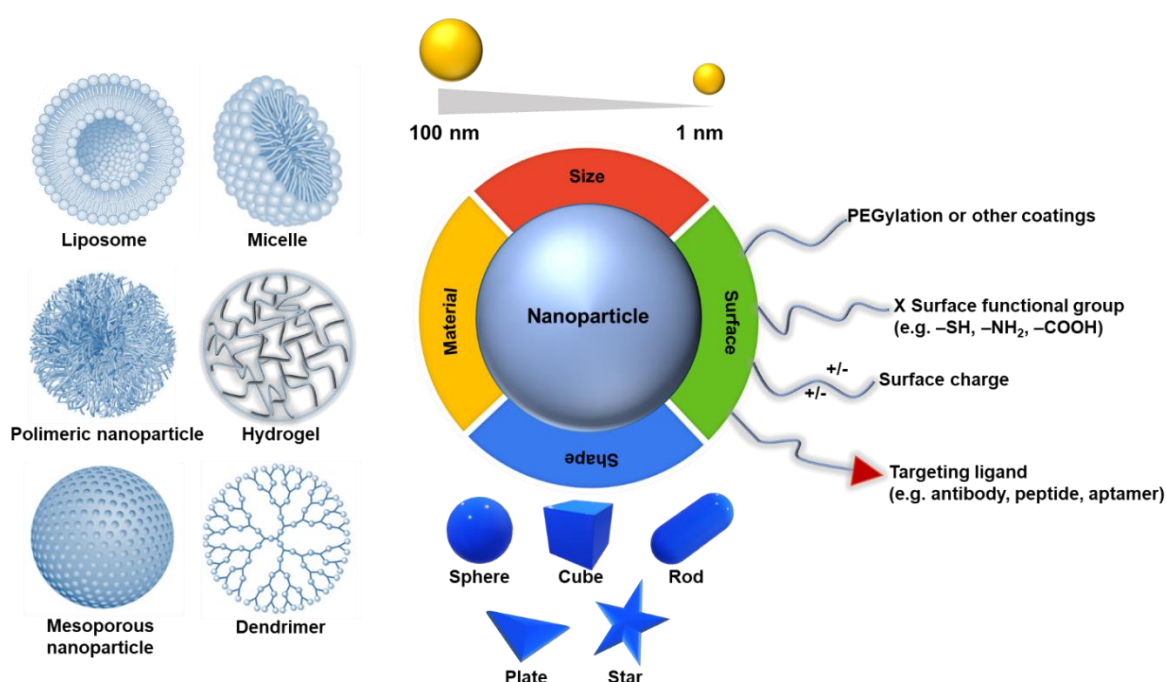 100 nm
1 nm
Liposome
Micelle
Polimeric nanoparticle
Hydrogel
Mesoporous
nanoparticle
Dendrimer
Size
Material
Nanoparticle
Surface
Shape
PEGylation or other coatings
X Surface functional group
(e.g. –SH, –NH₂, –COOH)
+/-
+/-
Surface charge
Targeting ligand
(e.g. antibody, peptide, aptamer)
Sphere
Cube
Rod
Plate
Star